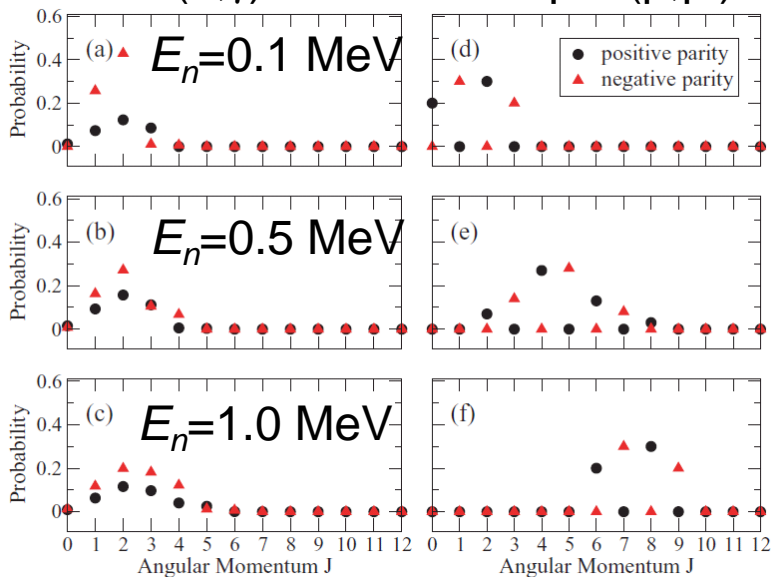 (a)
E_n=0.1 MeV
(d)
positive parity
negative parity
Probability
0.6
0.4
0.2
0
(b)
E_n=0.5 MeV
(e)
Probability
0.6
0.4
0.2
0
(c)
E_n=1.0 MeV
(f)
Probability
0.6
0.4
0.2
0
0 1 2 3 4 5 6 7 8 9 10 11 12
0 1 2 3 4 5 6 7 8 9 10 11 12
Angular Momentum J
Angular Momentum J